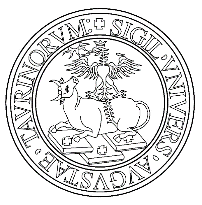 ✠ SIGIL · VNIVERS · AVGVSTAE · TAVRINORVM ·